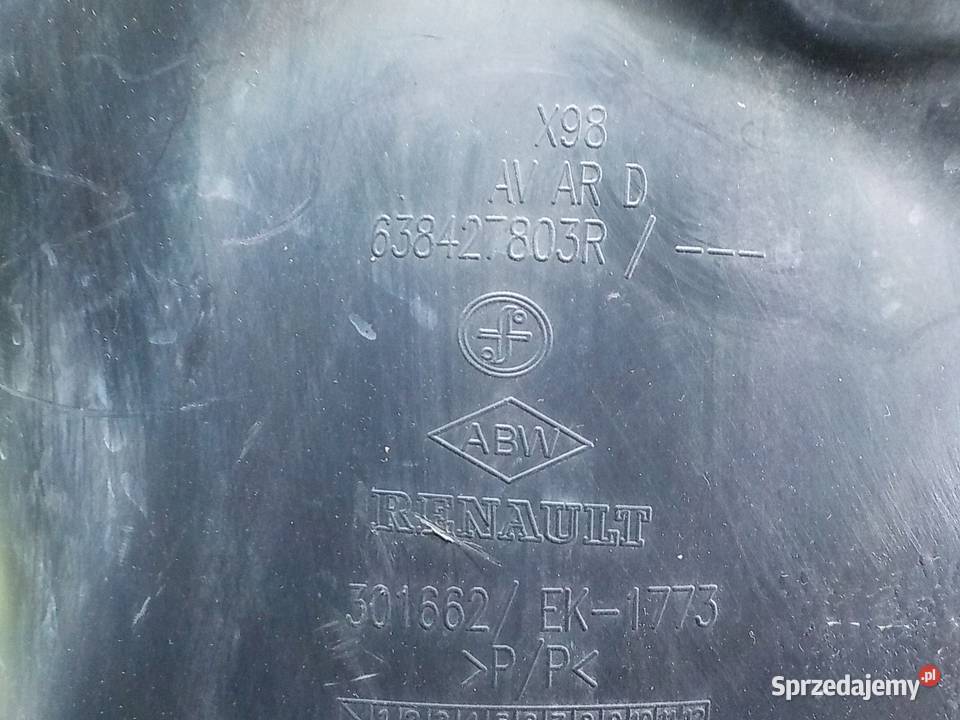 X98
AV AR D
638427803R / ---
ABW
RENAULT
301662/ EK-1773
>P/P<
Sprzedajemy.pl